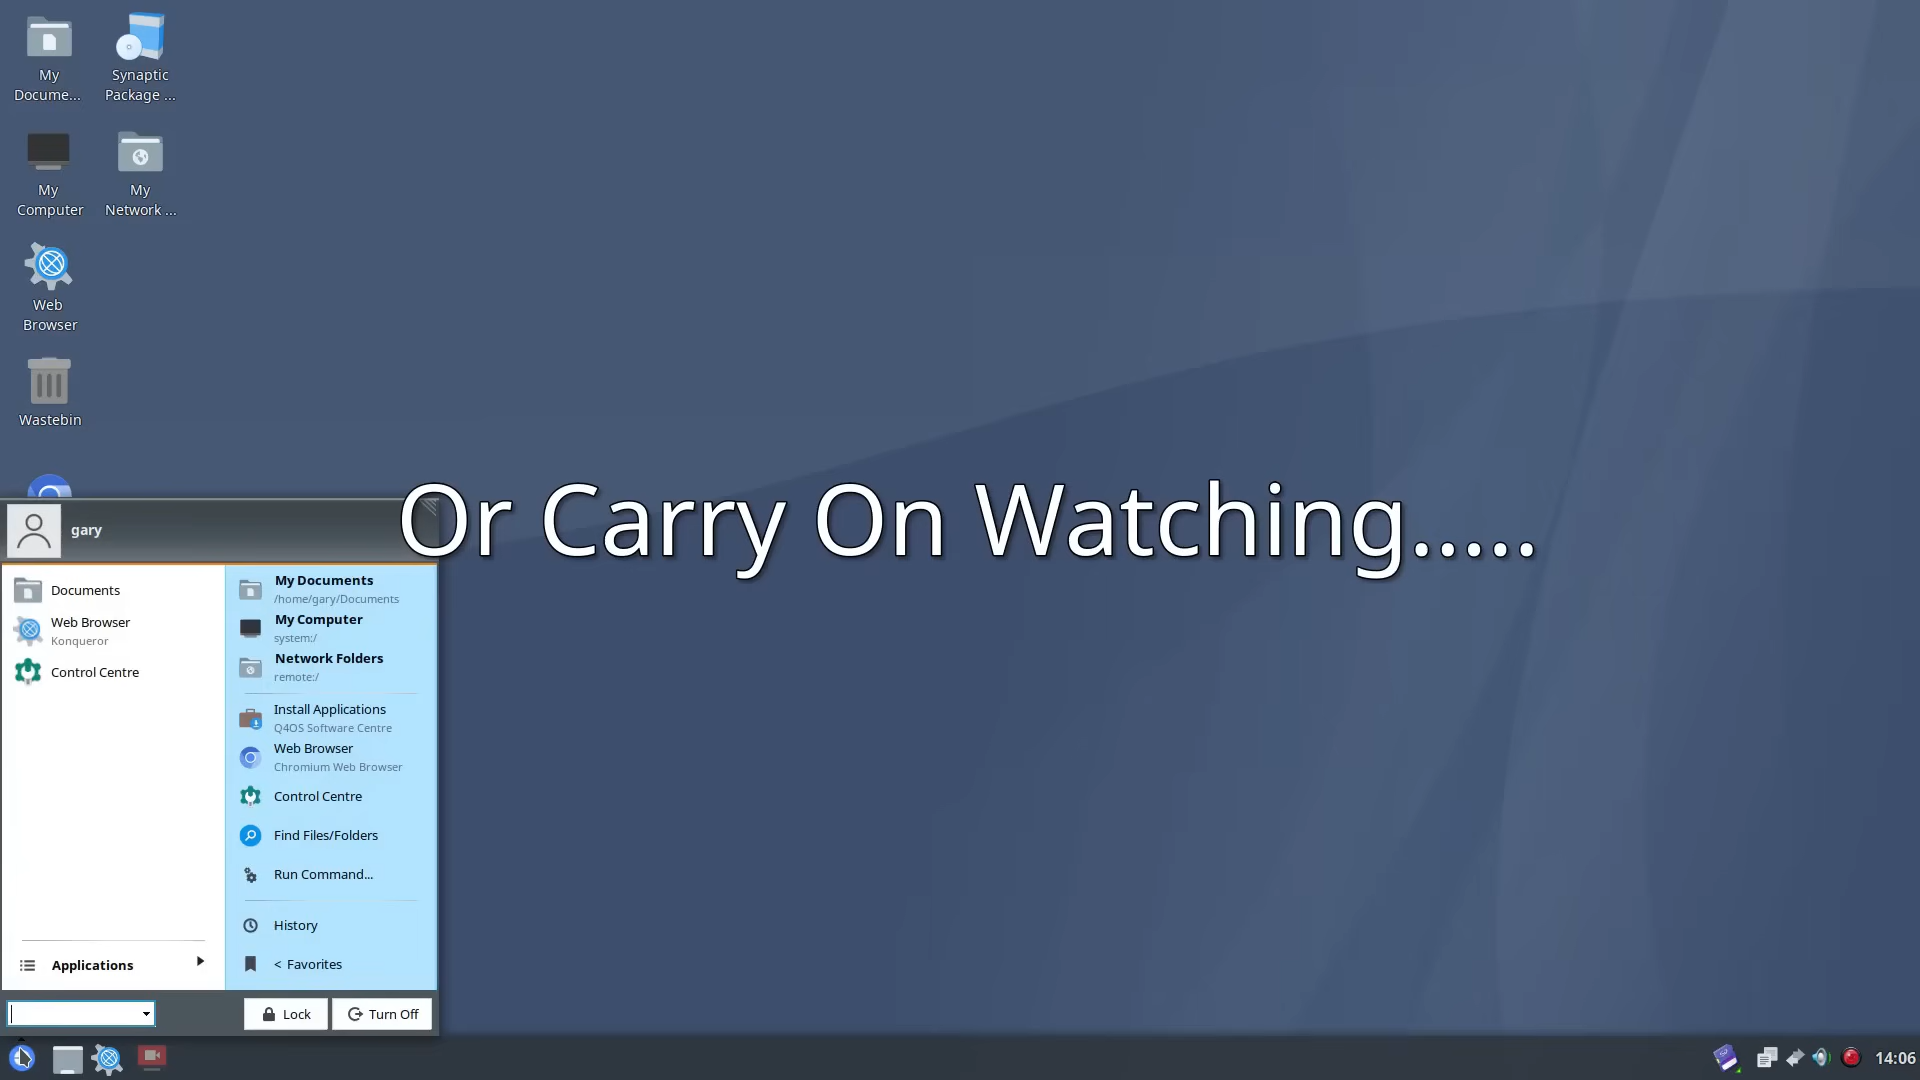 My
Docume...
Synaptic
Package ...
My
Computer
My
Network ...
Web
Browser
Wastebin
Or Carry On Watching.....
gary
Documents
Web Browser
Konqueror
Control Centre
Applications
My Documents
/home/gary/Documents
My Computer
system:/
Network Folders
remote:/
Install Applications
Q4OS Software Centre
Web Browser
Chromium Web Browser
Control Centre
Find Files/Folders
Run Command...
History
< Favorites
Lock
Turn Off
14:06